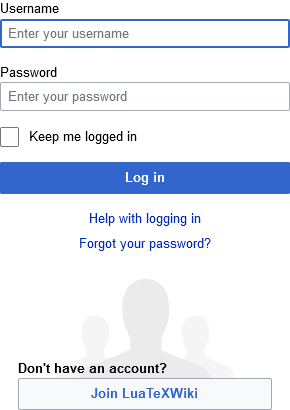 Username
Enter your username
Password
Enter your password
Keep me logged in
Log in
Help with logging in
Forgot your password?
Don't have an account?
Join LuaTeXWiki